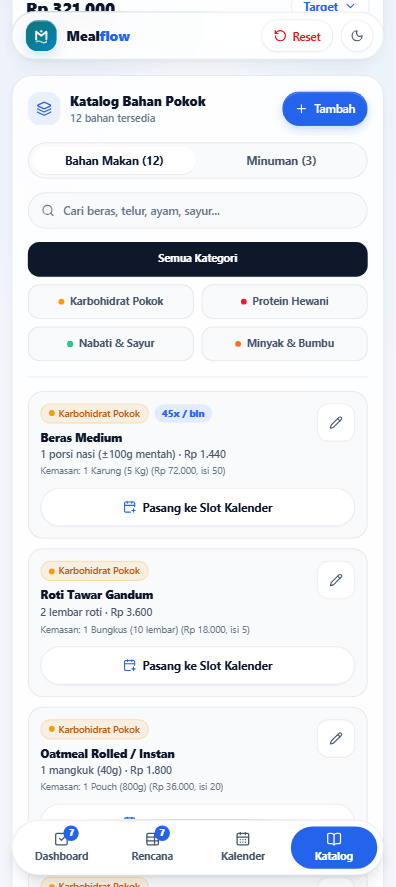 Rp 321.000
Target
Mealflow
Reset
Katalog Bahan Pokok
12 bahan tersedia
+ Tambah
Bahan Makan (12)
Minuman (3)
Cari beras, telur, ayam, sayur...
Semua Kategori
Karbohidrat Pokok
Protein Hewani
Nabati & Sayur
Minyak & Bumbu
Karbohidrat Pokok
45x / bln
Beras Medium
1 porsi nasi (±100g mentah) · Rp 1.440
Kemasan: 1 Karung (5 Kg) (Rp 72.000, isi 50)
Pasang ke Slot Kalender
Karbohidrat Pokok
Roti Tawar Gandum
2 lembar roti · Rp 3.600
Kemasan: 1 Bungkus (10 lembar) (Rp 18.000, isi 5)
Pasang ke Slot Kalender
Karbohidrat Pokok
Oatmeal Rolled / Instan
1 mangkuk (40g) · Rp 1.800
Kemasan: 1 Pouch (800g) (Rp 36.000, isi 20)
7
Dashboard
7
Rencana
Kalender
Katalog
Karbohidrat Pokok